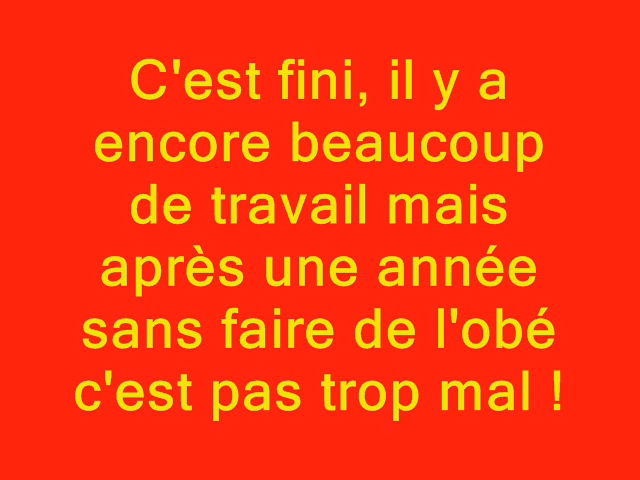 C'est fini, il y a
encore beaucoup
de travail mais
après une année
sans faire de l'obé
c'est pas trop mal !